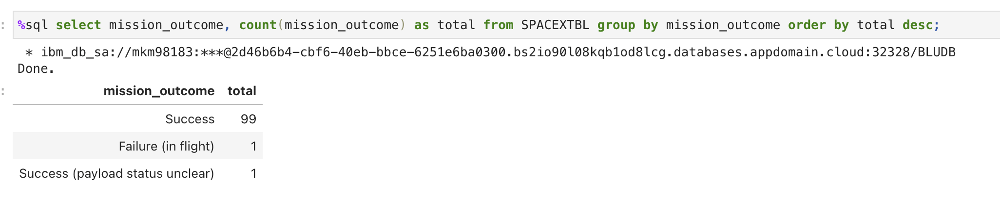 : %sql select mission_outcome, count(mission_outcome) as total from SPACEXTBL group by mission_outcome order by total desc;
* ibm_db_sa://mkm98183:***@2d46b6b4-cbf6-40eb-bbce-6251e6ba0300.bs2io90l08kqb1od8lcg.databases.appdomain.cloud:32328/BLUDB
Done.
: mission_outcome total
Success 99
Failure (in flight) 1
Success (payload status unclear) 1